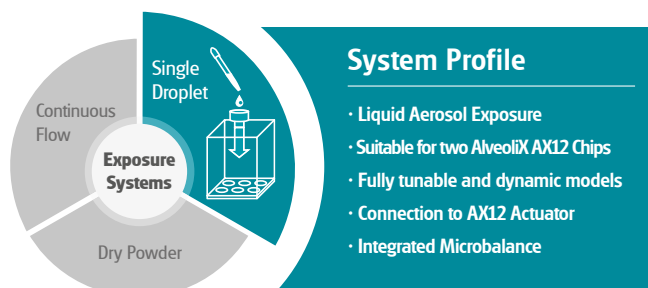 Single
Droplet
Continuous
Flow
Exposure
Systems
Dry Powder
System Profile
· Liquid Aerosol Exposure
· Suitable for two AlveoliX AX12 Chips
· Fully tunable and dynamic models
· Connection to AX12 Actuator
· Integrated Microbalance